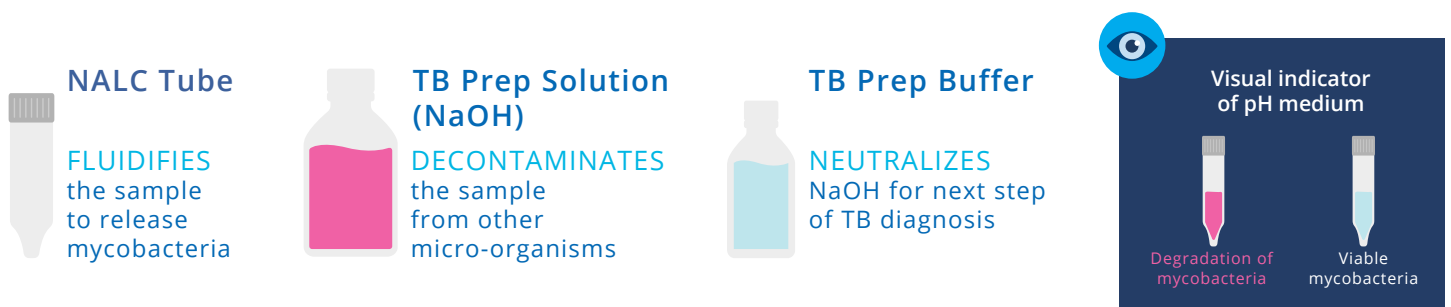 NALC Tube
FLUIDIFIES
the sample
to release
mycobacteria
TB Prep Solution
(NaOH)
DECONTAMINATES
the sample
from other
micro-organisms
TB Prep Buffer
NEUTRALIZES
NaOH for next step
of TB diagnosis
Visual indicator
of pH medium
Degradation of
mycobacteria
Viable
mycobacteria